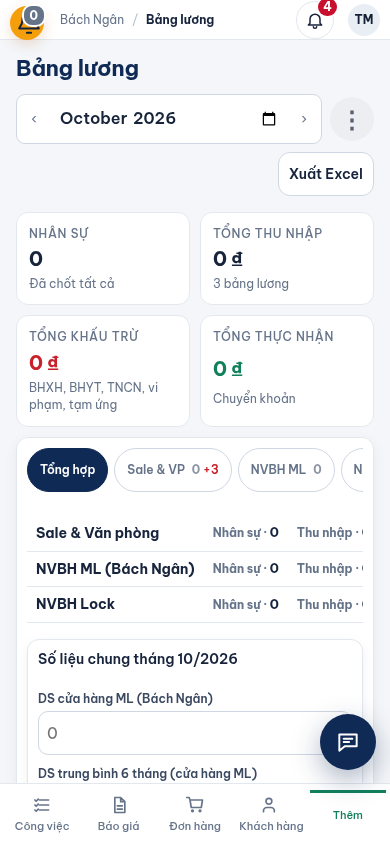 0
Bách Ngân / Bảng lương
4
TM
Bảng lương
‹ October 2026 ›
Xuất Excel
NHÂN SỰ
0
Đã chốt tất cả
TỔNG THU NHẬP
0 ₫
3 bảng lương
TỔNG KHẤU TRỪ
0 ₫
BHXH, BHYT, TNCN, vi
phạm, tạm ứng
TỔNG THỰC NHẬN
0 ₫
Chuyển khoản
Tổng hợp
Sale & VP 0 +3
NVBH ML 0
N
Sale & Văn phòng Nhân sự · 0 Thu nhập ·
NVBH ML (Bách Ngân) Nhân sự · 0 Thu nhập ·
NVBH Lock Nhân sự · 0 Thu nhập ·
Số liệu chung tháng 10/2026
DS cửa hàng ML (Bách Ngân)
0
DS trung bình 6 tháng (cửa hàng ML)
Công việc
Báo giá
Đơn hàng
Khách hàng
Thêm